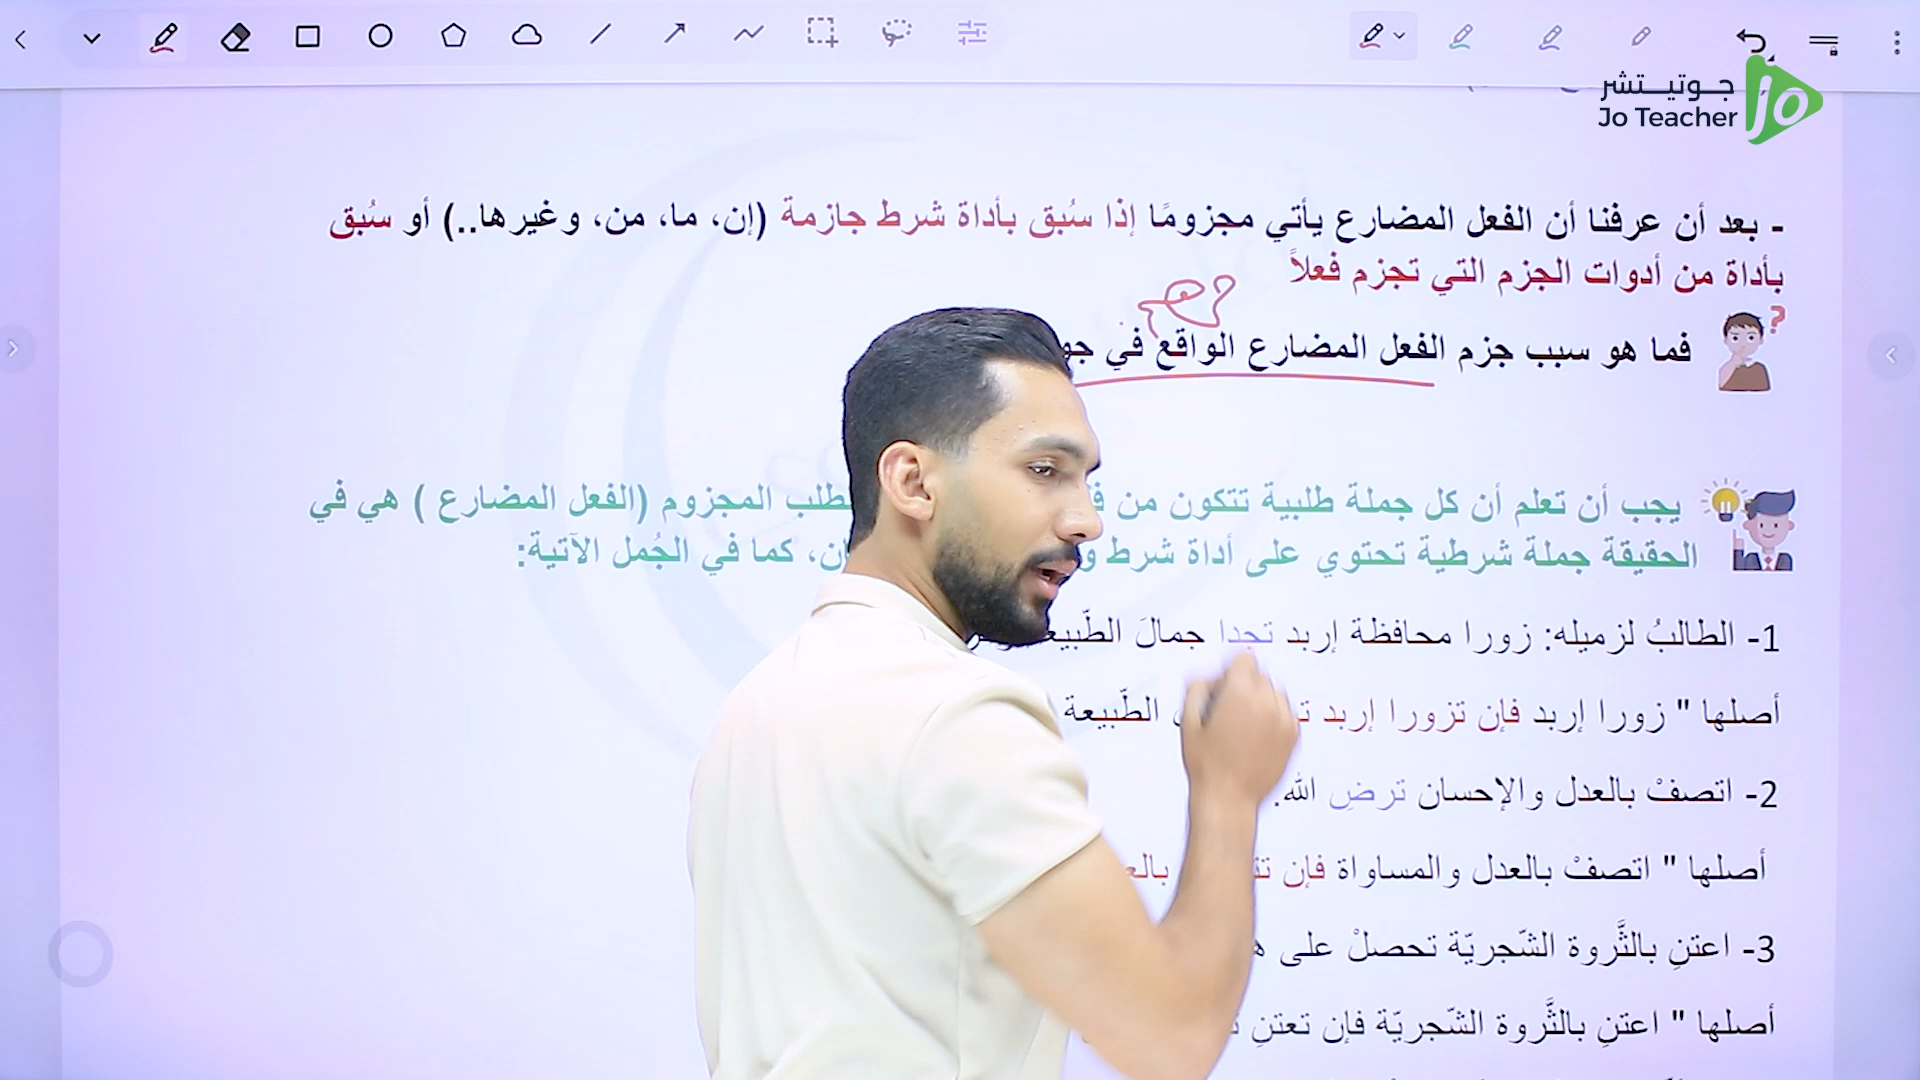 جـوتيـتشر
Jo Teacher
- بعد أن عرفنا أن الفعل المضارع يأتي مجزومًا إذا سُبق بأداة شرط جازمة (إن، ما، من، وغيرها..) أو سُبق
بأداة من أدوات الجزم التي تجزم فعلاً
فما هو سبب جزم الفعل المضارع الواقع في
يجب أن تعلم أن كل جملة طلبية تتكون من المجزوم (الفعل المضارع ) هي في
الحقيقة جملة شرطية تحتوي على أداة شرط كما في الجُمل الآتية:
1- الطالبُ لزميله: زورا محافظة إربد تجدا جمالَ
أصلها " زورا إربد فإن تزورا إربد الطّبيعة
2- اتصفْ بالعدل والإحسان ترضِ الله.
أصلها " اتصفْ بالعدل والمساواة فإن
3- اعتنِ بالثَّروة الشّجريّة تحصلْ على
أصلها " اعتنِ بالثَّروة الشّجريّة فإن تعتنِ